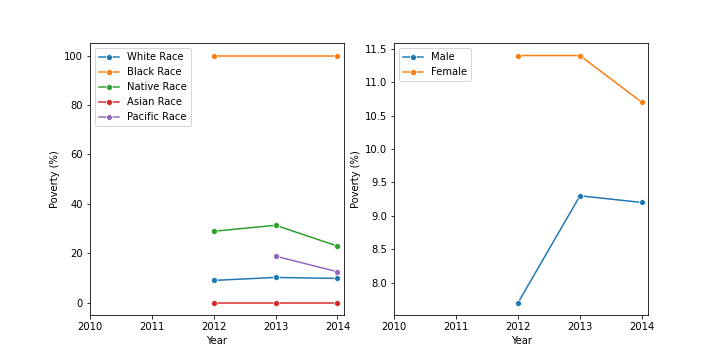 White Race
Black Race
Native Race
Asian Race
Pacific Race
100
80
60
40
20
0
Poverty (%)
2010 2011 2012 2013 2014
Year
Male
Female
11.5
11.0
10.5
10.0
9.5
9.0
8.5
8.0
Poverty (%)
2010 2011 2012 2013 2014
Year